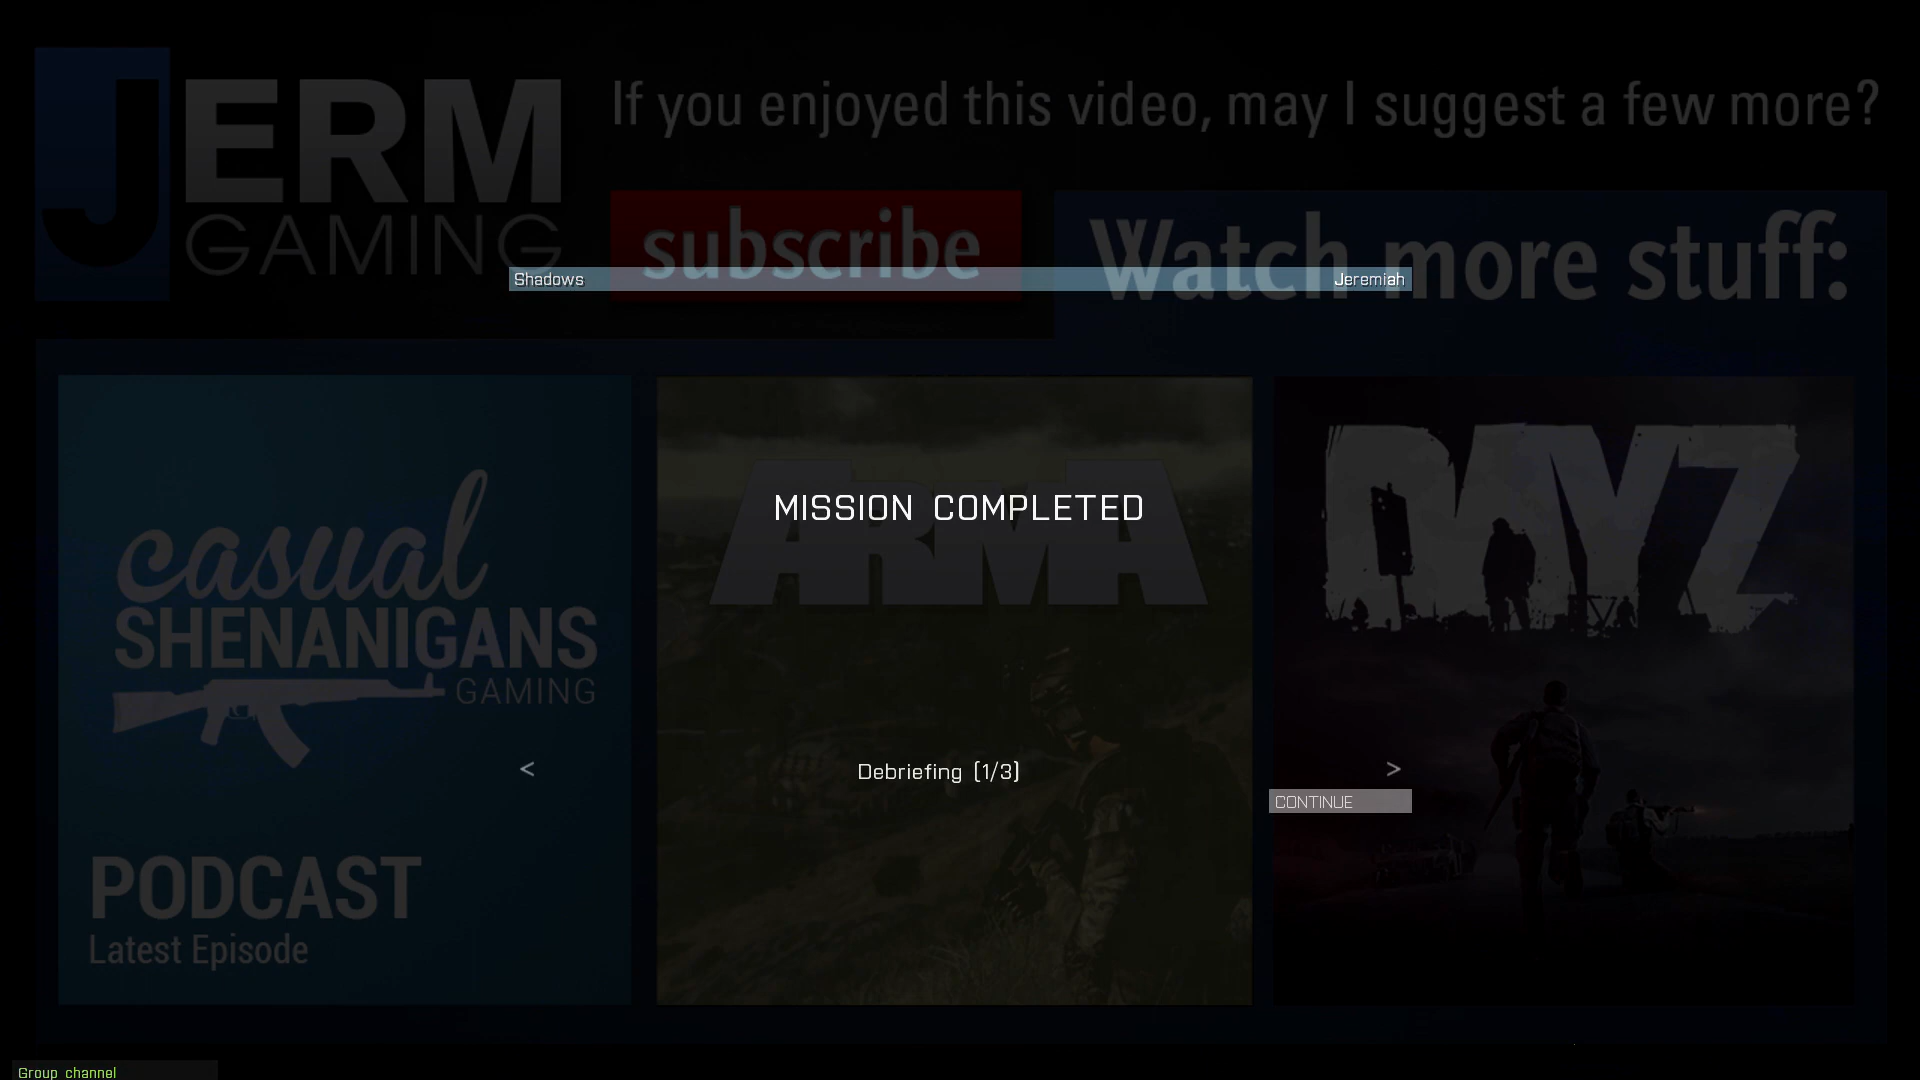 JERM
GAMING
If you enjoyed this video, may I suggest a few more?
subscribe
Watch more stuff:
Shadows
Jeremiah
casual
SHENANIGANS
GAMING
PODCAST
Latest Episode
ARMA
MISSION COMPLETED
DAYZ
<
Debriefing (1/3)
>
CONTINUE
Group channel